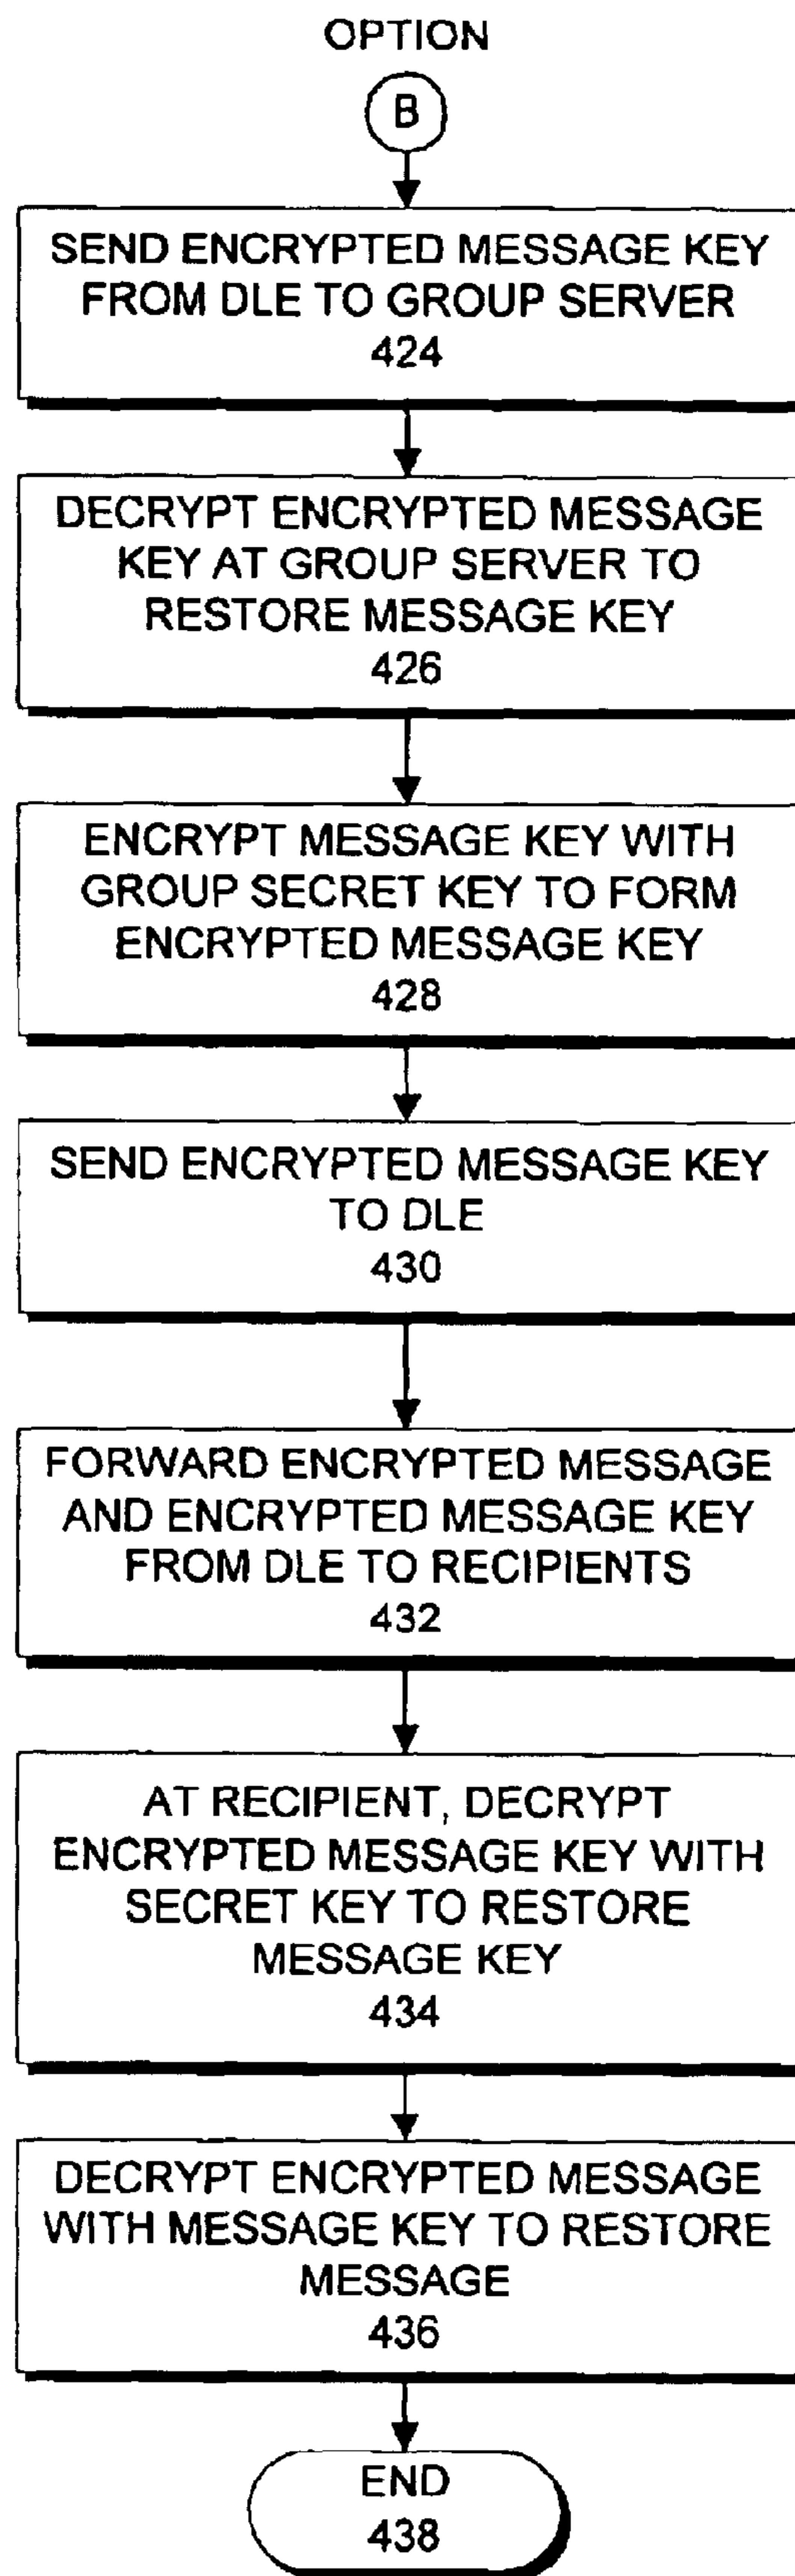 OPTION
B
SEND ENCRYPTED MESSAGE KEY
FROM DLE TO GROUP SERVER
424
DECRYPT ENCRYPTED MESSAGE
KEY AT GROUP SERVER TO
RESTORE MESSAGE KEY
426
ENCRYPT MESSAGE KEY WITH
GROUP SECRET KEY TO FORM
ENCRYPTED MESSAGE KEY
428
SEND ENCRYPTED MESSAGE KEY
TO DLE
430
FORWARD ENCRYPTED MESSAGE
AND ENCRYPTED MESSAGE KEY
FROM DLE TO RECIPIENTS
432
AT RECIPIENT, DECRYPT
ENCRYPTED MESSAGE KEY WITH
SECRET KEY TO RESTORE
MESSAGE KEY
434
DECRYPT ENCRYPTED MESSAGE
WITH MESSAGE KEY TO RESTORE
MESSAGE
436
END
438